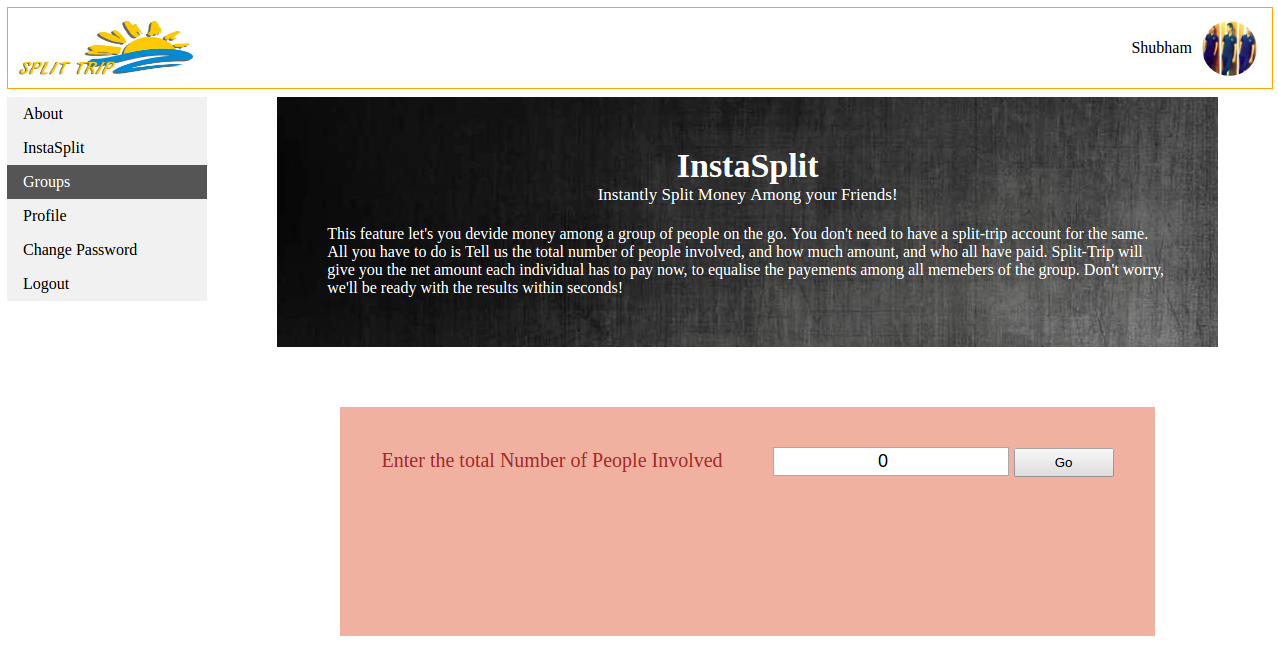 SPLIT TRIP
Shubham
About
InstaSplit
Groups
Profile
Change Password
Logout
InstaSplit
Instantly Split Money Among your Friends!
This feature let's you devide money among a group of people on the go. You don't need to have a split-trip account for the same.
All you have to do is Tell us the total number of people involved, and how much amount, and who all have paid. Split-Trip will
give you the net amount each individual has to pay now, to equalise the payements among all memebers of the group. Don't worry,
we'll be ready with the results within seconds!
Enter the total Number of People Involved
0
Go